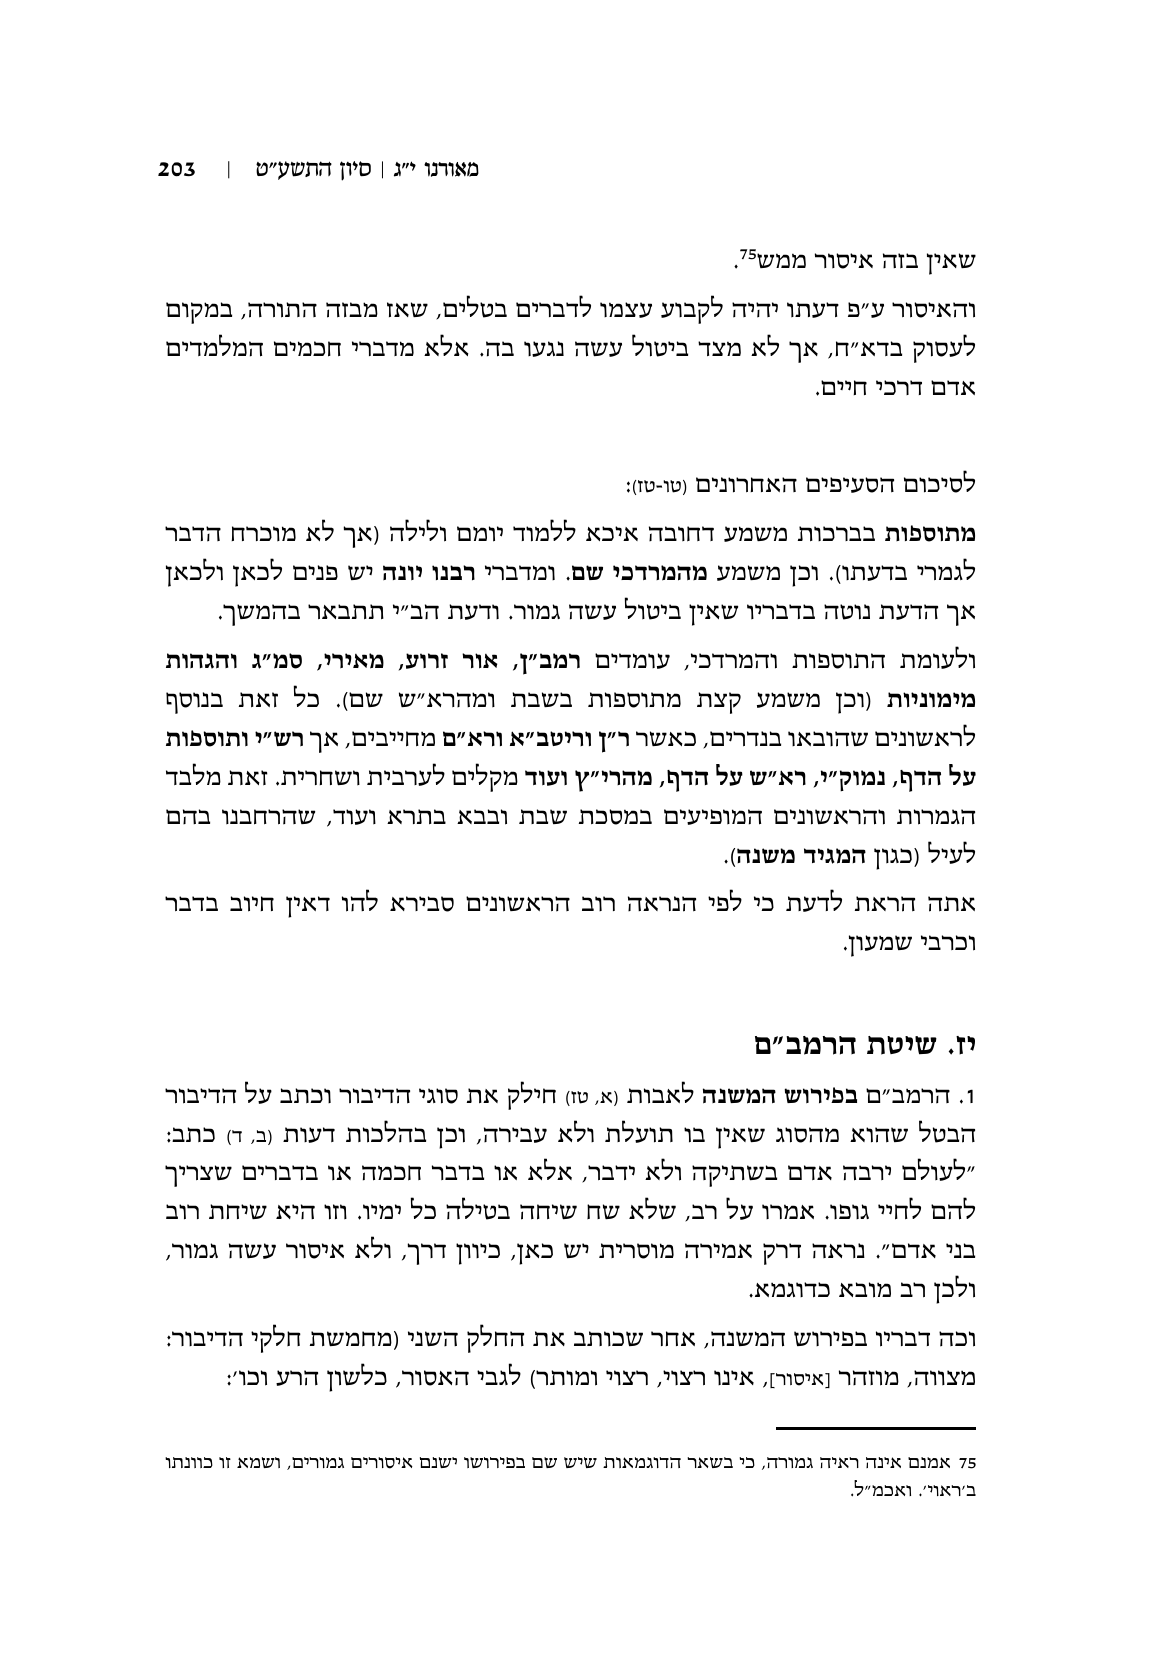 מאורנו י״ג | סיון התשע״ט | 203
שאין בזה איסור ממש75.
והאיסור ע״פ דעתו יהיה לקבוע עצמו לדברים בטלים, שאז מבזה התורה, במקום
לעסוק בדא״ח, אך לא מצד ביטול עשה נגעו בה. אלא מדברי חכמים המלמדים
אדם דרכי חיים.
לסיכום הסעיפים האחרונים (טו-טז):
מתוספות בברכות משמע דחובה איכא ללמוד יומם ולילה (אך לא מוכרח הדבר
לגמרי בדעתו). וכן משמע מהמרדכי שם. ומדברי רבנו יונה יש פנים לכאן ולכאן
אך הדעת נוטה בדבריו שאין ביטול עשה גמור. ודעת הב״י תתבאר בהמשך.
ולעומת התוספות והמרדכי, עומדים רמב״ן, אור זרוע, מאירי, סמ״ג והגהות
מימוניות (וכן משמע קצת מתוספות בשבת ומהרא״ש שם). כל זאת בנוסף
לראשונים שהובאו בנדרים, כאשר ר״ן וריטב״א ורא״ם מחייבים, אך רש״י ותוספות
על הדף, נמוק״י, רא״ש על הדף, מהרי״ץ ועוד מקלים לערבית ושחרית. זאת מלבד
הגמרות והראשונים המופיעים במסכת שבת ובבא בתרא ועוד, שהרחבנו בהם
לעיל (כגון המגיד משנה).
אתה הראת לדעת כי לפי הנראה רוב הראשונים סבירא להו דאין חיוב בדבר
וכרבי שמעון.
יז. שיטת הרמב״ם
1. הרמב״ם בפירוש המשנה לאבות (א, טז) חילק את סוגי הדיבור וכתב על הדיבור
הבטל שהוא מהסוג שאין בו תועלת ולא עבירה, וכן בהלכות דעות (ב, ד) כתב:
״לעולם ירבה אדם בשתיקה ולא ידבר, אלא או בדבר חכמה או בדברים שצריך
להם לחיי גופו. אמרו על רב, שלא שח שיחה בטילה כל ימיו. וזו היא שיחת רוב
בני אדם״. נראה דרק אמירה מוסרית יש כאן, כיוון דרך, ולא איסור עשה גמור,
ולכן רב מובא כדוגמא.
וכה דבריו בפירוש המשנה, אחר שכותב את החלק השני (מחמשת חלקי הדיבור:
מצווה, מוזהר [איסור], אינו רצוי, רצוי ומותר) לגבי האסור, כלשון הרע וכו׳:
75 אמנם אינה ראיה גמורה, כי בשאר הדוגמאות שיש שם בפירושו ישנם איסורים גמורים, ושמא זו כוונתו
ב׳ראוי׳. ואכמ״ל.